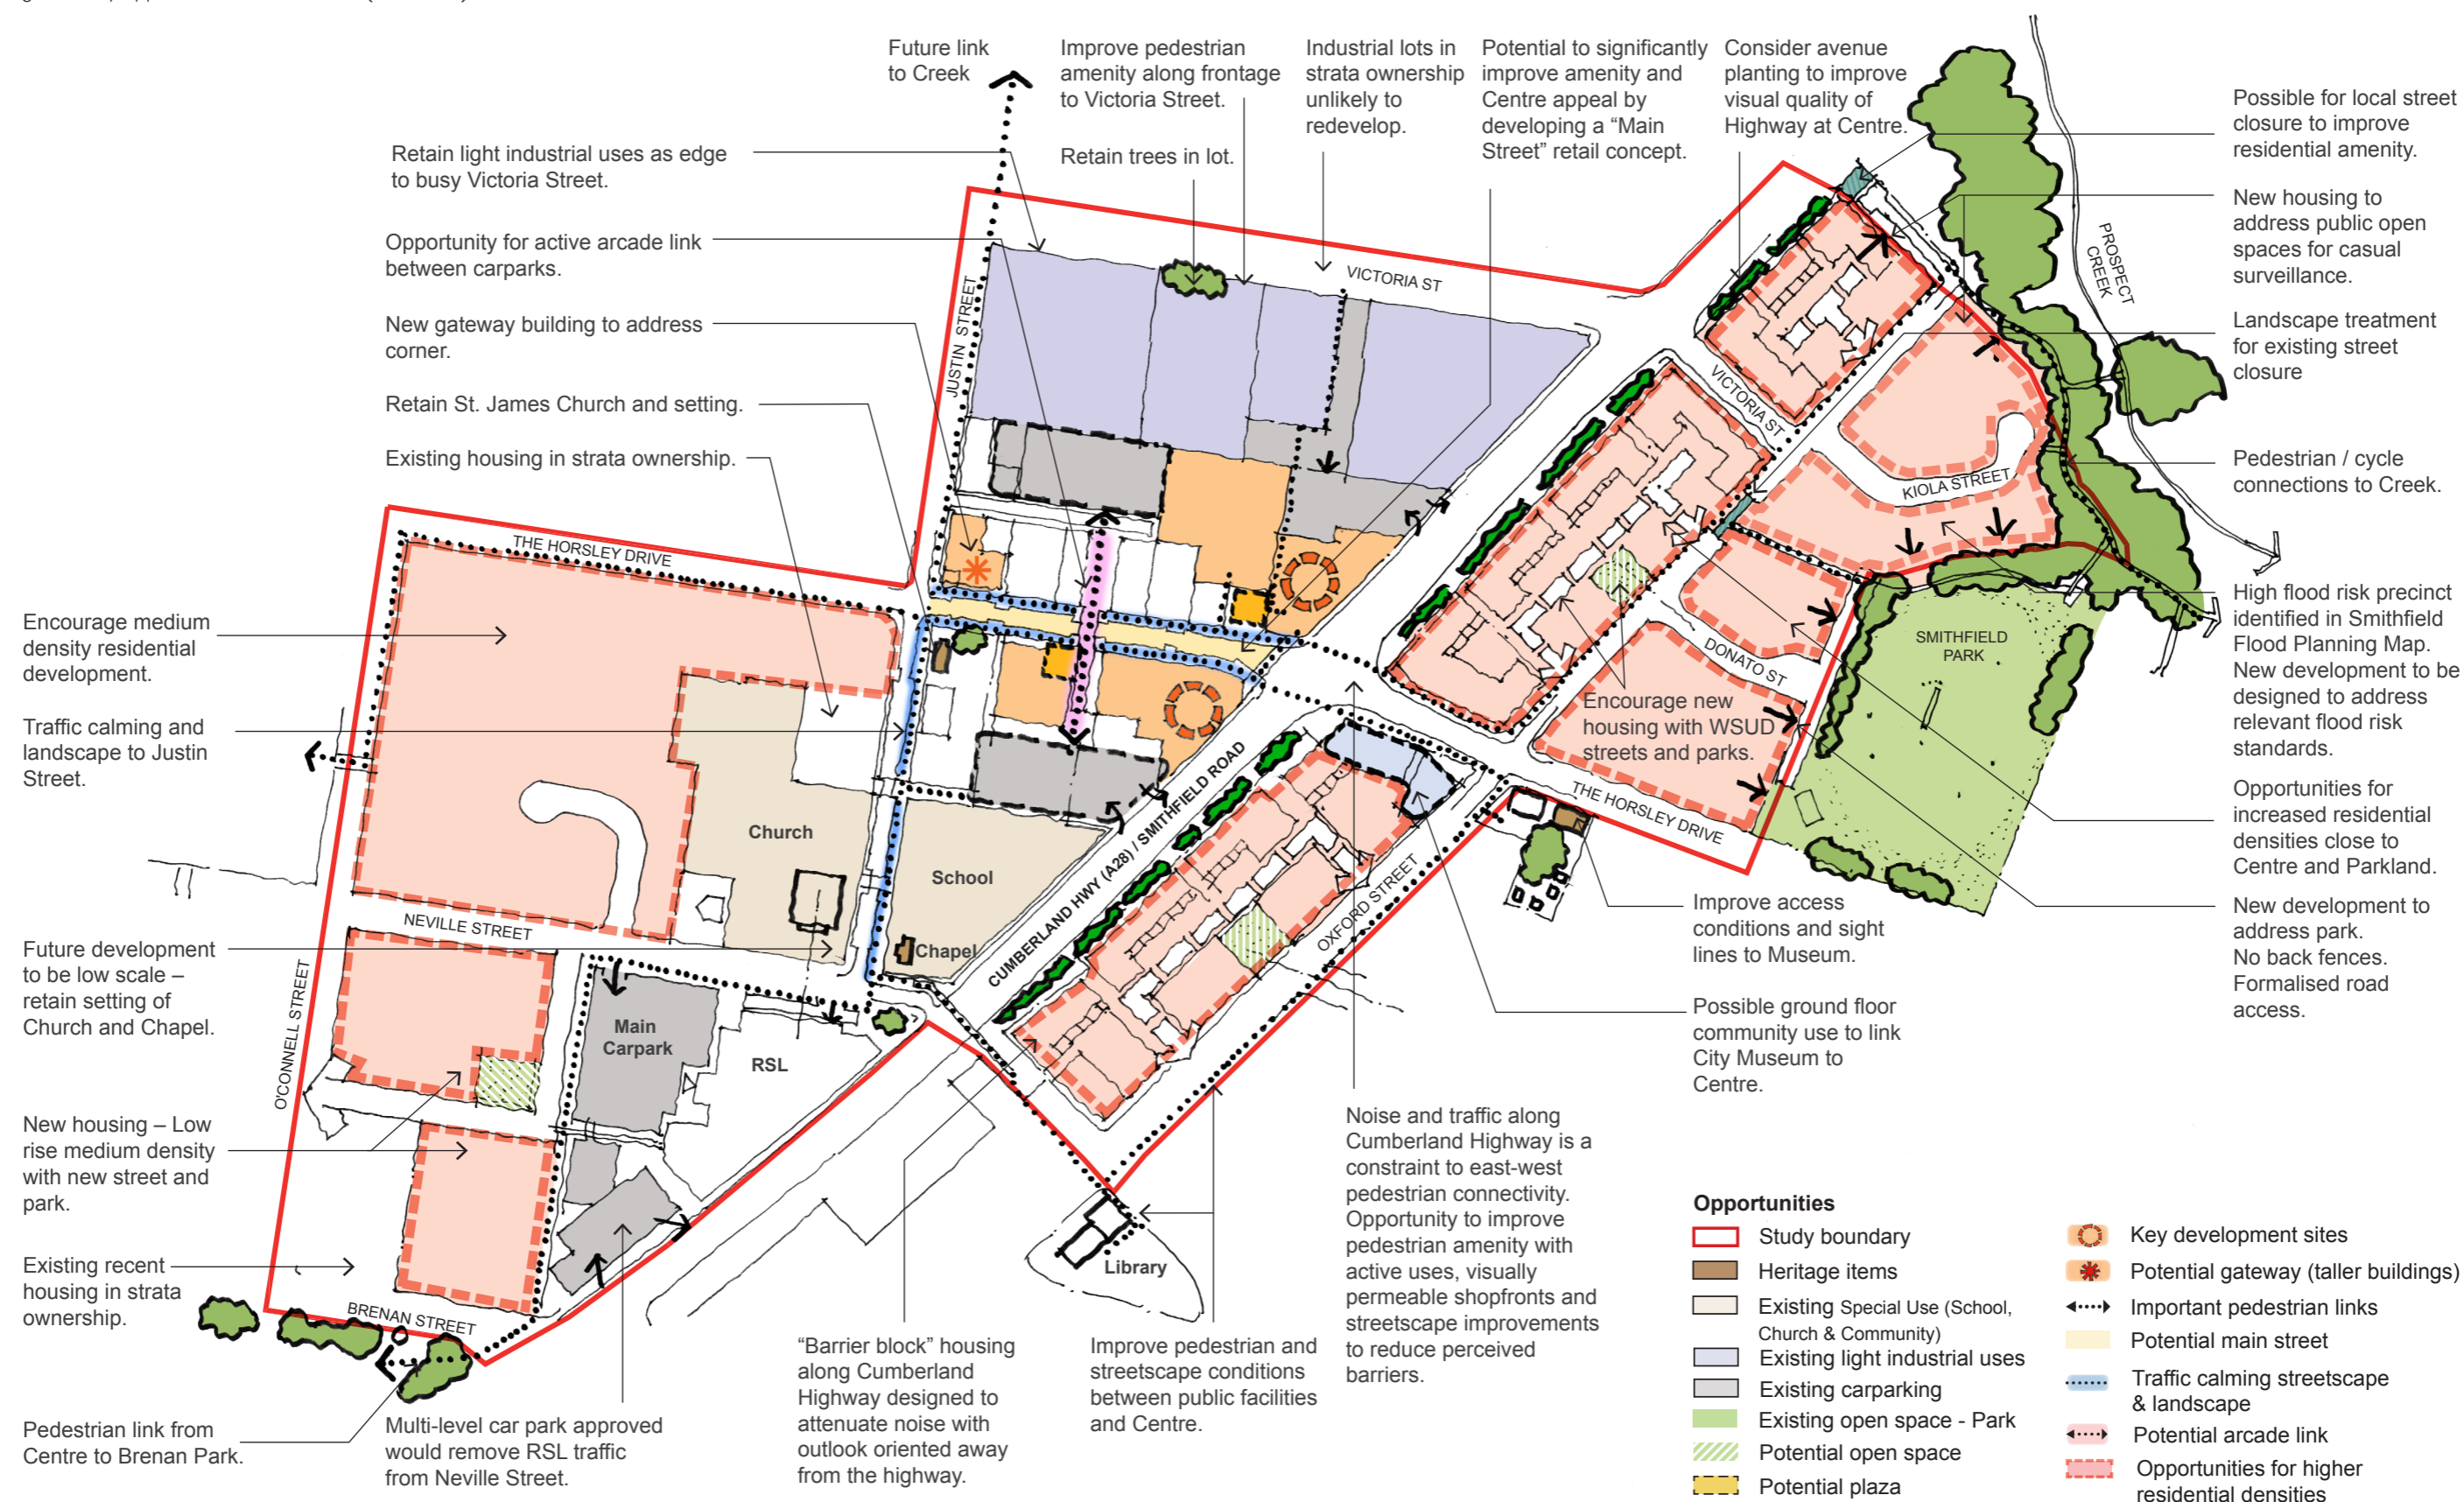 Future link
to Creek
Improve pedestrian
amenity along frontage
to Victoria Street.
Retain trees in lot.
Industrial lots in
strata ownership
unlikely to
redevelop.
Potential to significantly
improve amenity and
Centre appeal by
developing a “Main
Street” retail concept.
Consider avenue
planting to improve
visual quality of
Highway at Centre.
Possible for local street
closure to improve
residential amenity.
New housing to
address public open
spaces for casual
surveillance.
Landscape treatment
for existing street
closure
Pedestrian / cycle
connections to Creek.
High flood risk precinct
identified in Smithfield
Flood Planning Map.
New development to be
designed to address
relevant flood risk
standards.
Opportunities for
increased residential
densities close to
Centre and Parkland.
New development to
address park.
No back fences.
Formalised road
access.
Retain light industrial uses as edge
to busy Victoria Street.
Opportunity for active arcade link
between carparks.
New gateway building to address
corner.
Retain St. James Church and setting.
Existing housing in strata ownership.
Encourage medium
density residential
development.
Traffic calming and
landscape to Justin
Street.
Future development
to be low scale –
retain setting of
Church and Chapel.
New housing – Low
rise medium density
with new street and
park.
Existing recent
housing in strata
ownership.
Pedestrian link from
Centre to Brenan Park.
Multi-level car park approved
would remove RSL traffic
from Neville Street.
“Barrier block” housing
along Cumberland
Highway designed to
attenuate noise with
outlook oriented away
from the highway.
Improve pedestrian and
streetscape conditions
between public facilities
and Centre.
Noise and traffic along
Cumberland Highway is a
constraint to east-west
pedestrian connectivity.
Opportunity to improve
pedestrian amenity with
active uses, visually
permeable shopfronts and
streetscape improvements
to reduce perceived
barriers.
Improve access
conditions and sight
lines to Museum.
Possible ground floor
community use to link
City Museum to
Centre.
Encourage new
housing with WSUD
streets and parks.
VICTORIA ST
JUSTIN STREET
THE HORSLEY DRIVE
VICTORIA ST
PROSPECT
CREEK
KIOLA STREET
SMITHFIELD
PARK
DONATO ST
THE HORSLEY DRIVE
CUMBERLAND HWY (A28) / SMITHFIELD ROAD
OXFORD STREET
Church
School
Chapel
NEVILLE STREET
O'CONNELL STREET
Main
Carpark
RSL
BRENAN STREET
Library
Opportunities
Study boundary
Heritage items
Existing Special Use (School,
Church & Community)
Existing light industrial uses
Existing carparking
Existing open space - Park
Potential open space
Potential plaza
Key development sites
Potential gateway (taller buildings)
Important pedestrian links
Potential main street
Traffic calming streetscape
& landscape
Potential arcade link
Opportunities for higher
residential densities